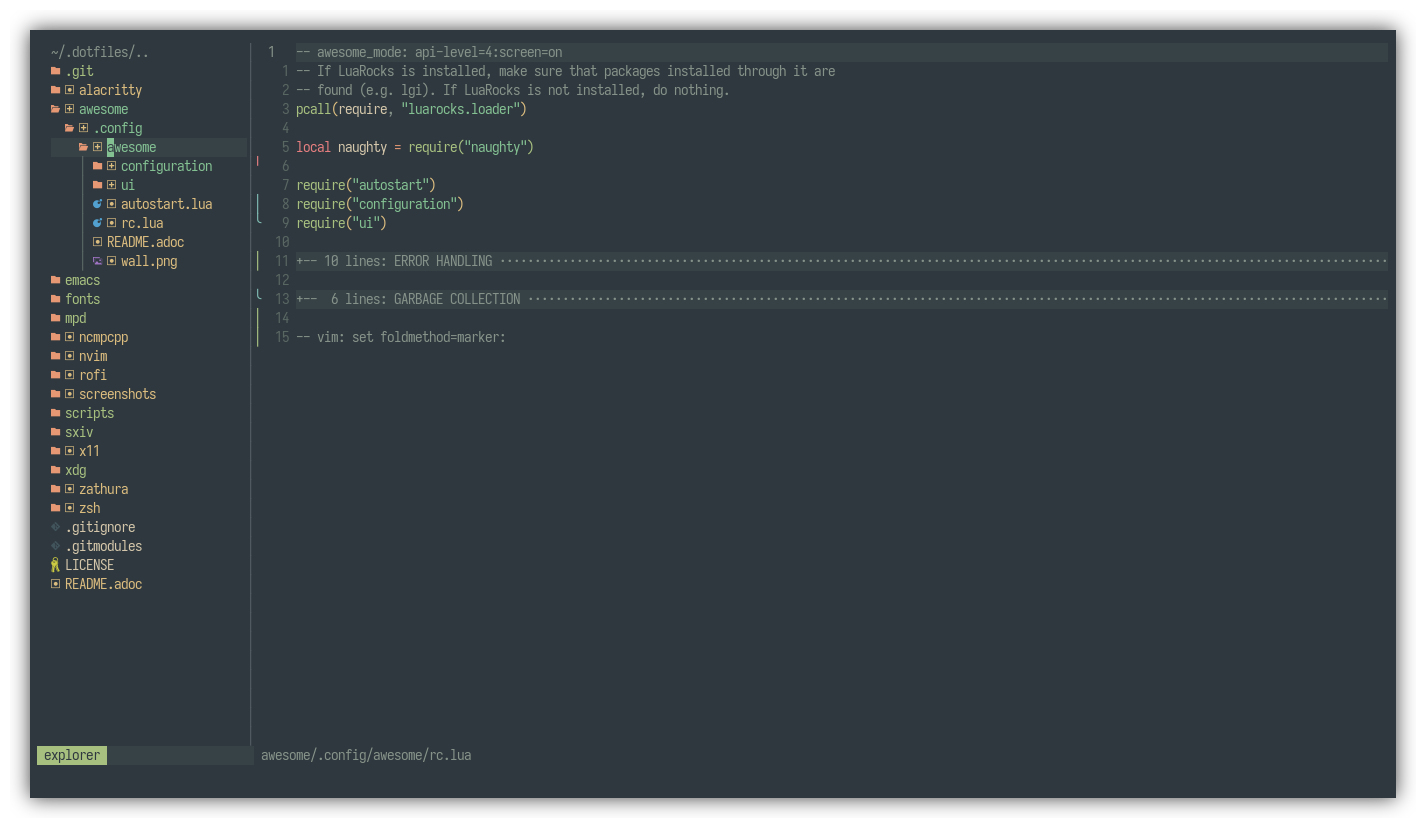 ~/.dotfiles/..
.git
alacritty
awesome
.config
awesome
configuration
ui
autostart.lua
rc.lua
README.adoc
wall.png
emacs
fonts
mpd
ncmpcpp
nvim
rofi
screenshots
scripts
sxiv
x11
xdg
zathura
zsh
.gitignore
.gitmodules
LICENSE
README.adoc
explorer
1 -- awesome_mode: api-level=4:screen=on
1 -- If LuaRocks is installed, make sure that packages installed through it are
2 -- found (e.g. lgi). If LuaRocks is not installed, do nothing.
3 pcall(require, "luarocks.loader")
4
5 local naughty = require("naughty")
6
7 require("autostart")
8 require("configuration")
9 require("ui")
10
11 +-- 10 lines: ERROR HANDLING ································································································································
12
13 +--  6 lines: GARBAGE COLLECTION ····························································································································
14
15 -- vim: set foldmethod=marker:
awesome/.config/awesome/rc.lua